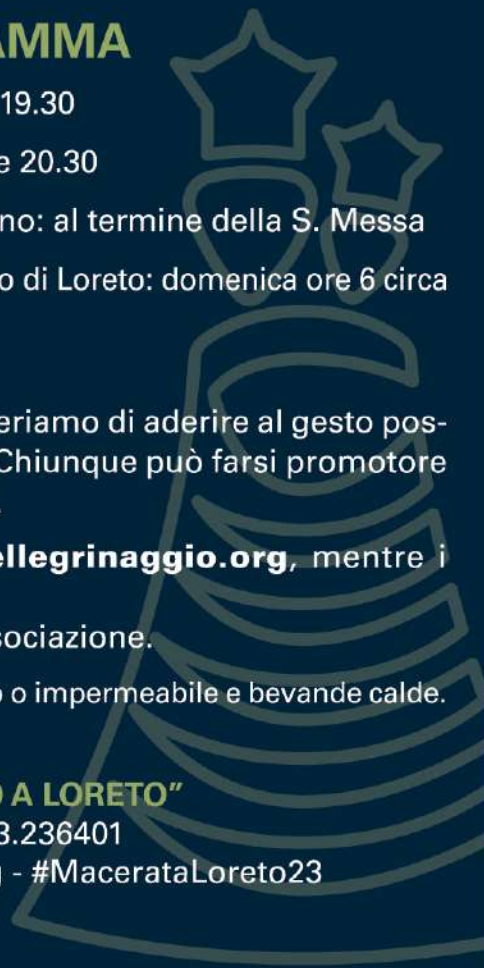 AMMA
19.30
e 20.30
no: al termine della S. Messa
o di Loreto: domenica ore 6 circa
eriamo di aderire al gesto pos-
Chiunque può farsi promotore
.
ellegrinaggio.org, mentre i
sociazione.
o o impermeabile e bevande calde.
O A LORETO”
3.236401
g - #MacerataLoreto23